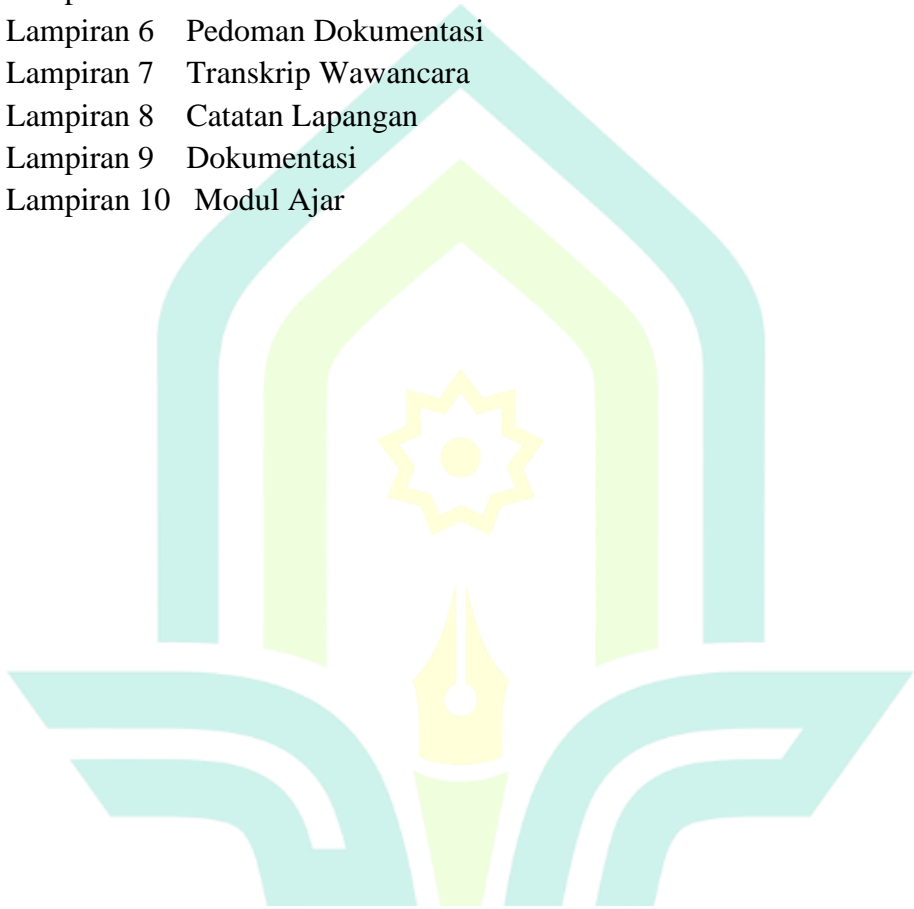 Lampiran 6 Pedoman Dokumentasi
Lampiran 7 Transkrip Wawancara
Lampiran 8 Catatan Lapangan
Lampiran 9 Dokumentasi
Lampiran 10 Modul Ajar